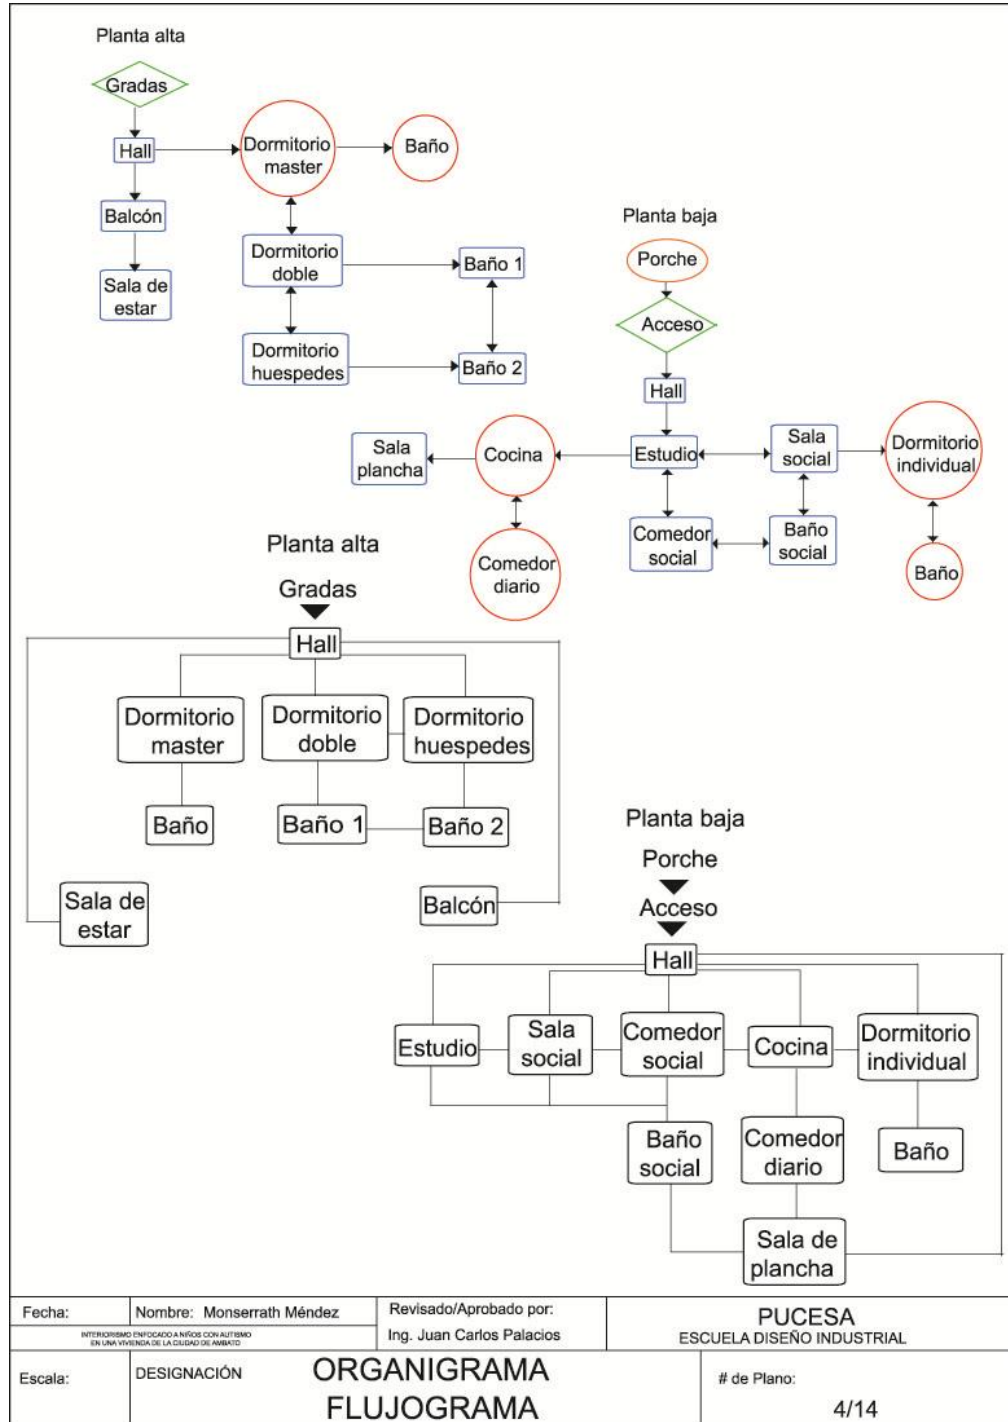 Planta alta
Gradas
Hall
Dormitorio
master
Baño
Balcón
Dormitorio
doble
Baño 1
Sala de
estar
Dormitorio
huespedes
Baño 2
Planta baja
Porche
Acceso
Hall
Sala
plancha
Cocina
Estudio
Sala
social
Dormitorio
individual
Comedor
diario
Comedor
social
Baño
social
Baño
Planta alta
Gradas
Hall
Dormitorio
master
Dormitorio
doble
Dormitorio
huespedes
Baño
Baño 1
Baño 2
Sala de
estar
Balcón
Planta baja
Porche
Acceso
Hall
Estudio
Sala
social
Comedor
social
Cocina
Dormitorio
individual
Baño
social
Comedor
diario
Baño
Sala de
plancha
Fecha:
Nombre: Monserrath Méndez
INTERIORISMO ENFOCADO A NIÑOS CON AUTISMO
EN UNA VIVIENDA DE LA CIUDAD DE AMBATO
Revisado/Aprobado por:
Ing. Juan Carlos Palacios
PUCESA
ESCUELA DISEÑO INDUSTRIAL
Escala:
DESIGNACIÓN
ORGANIGRAMA
FLUJOGRAMA
# de Plano:
4/14